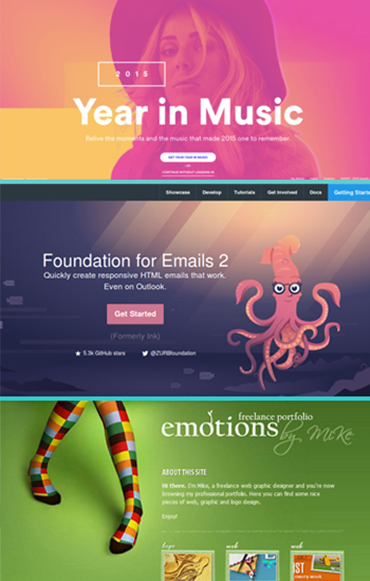 2015
Year in Music
Relive the moments and the music that made 2015 one to remember.
GET YOUR YEAR IN MUSIC
CONTINUE WITHOUT LOGGING IN
Showcase Develop Tutorials Get Involved Docs Getting Starte
Foundation for Emails 2
Quickly create responsive HTML emails that work.
Even on Outlook.
Get Started
(Formerly Ink)
5.3k GitHub stars @ZURBfoundation
freelance portfolio
emotions by MiKe
ABOUT THIS SITE
Hi there. I'm Mike, a freelance web graphic designer and you're now
browsing my professional portfolio. Here you can find some nice
pieces of web, graphic and logo design.
Enjoy!
logo web web
IST